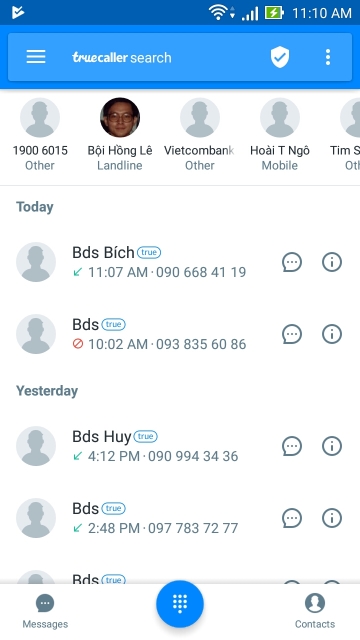 11:10 AM
truecaller search
1900 6015
Other
Bội Hồng Lê
Landline
Vietcombank
Other
Hoài T Ngô
Mobile
Tim S
Oth
Today
Bds Bích true
11:07 AM · 090 668 41 19
Bds true
10:02 AM · 093 835 60 86
Yesterday
Bds Huy true
4:12 PM · 090 994 34 36
Bds true
2:48 PM · 097 783 72 77
Bds true
Messages
Contacts